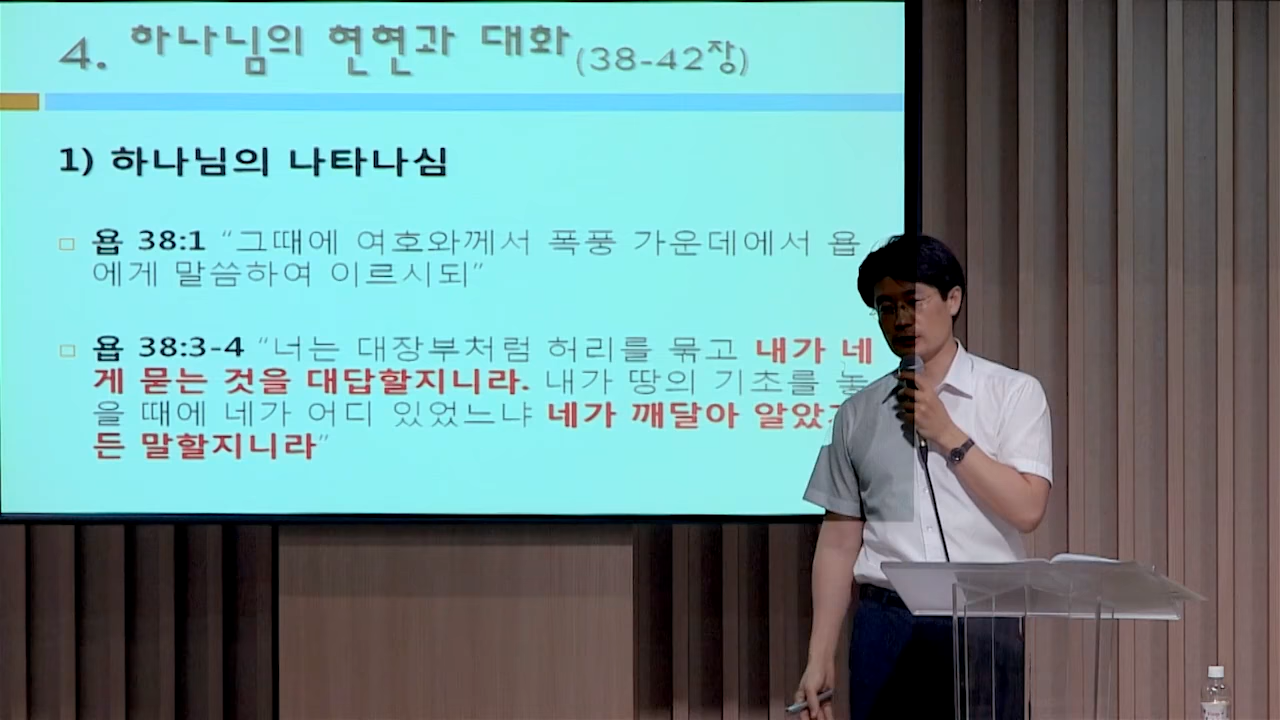 4. 하나님의 현현과 대화(38-42장)
1) 하나님의 나타나심
욥 38:1 “그때에 여호와께서 폭풍 가운데에서 욥
에게 말씀하여 이르시되”
욥 38:3-4 “너는 대장부처럼 허리를 묶고 내가 네
게 묻는 것을 대답할지니라. 내가 땅의 기초를 놓
을 때에 네가 어디 있었느냐 네가 깨달아 알았
든 말할지니라”